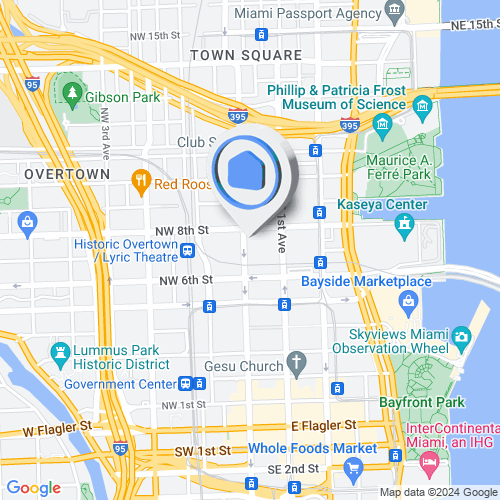 Miami Passport Agency
NW 15th St
NE 15th St
TOWN SQUARE
95
Gibson Park
Phillip & Patricia Frost
Museum of Science
395
395
NW 3rd Ave
Club S
Maurice A.
Ferré Park
OVERTOWN
Red Roos
Kaseya Center
NW 8th St
1st Ave
Historic Overtown
/ Lyric Theatre
NW 6th St
Bayside Marketplace
Skyviews Miami
Observation Wheel
Lummus Park
Historic District
Gesu Church
Government Center
Bayfront Park
NW 1st St
W Flagler St
E Flagler St
InterContinenta
Miami, an IHG
95
SW 1st St
Whole Foods Market
SE 2nd St
Google
Map data ©2024 Google